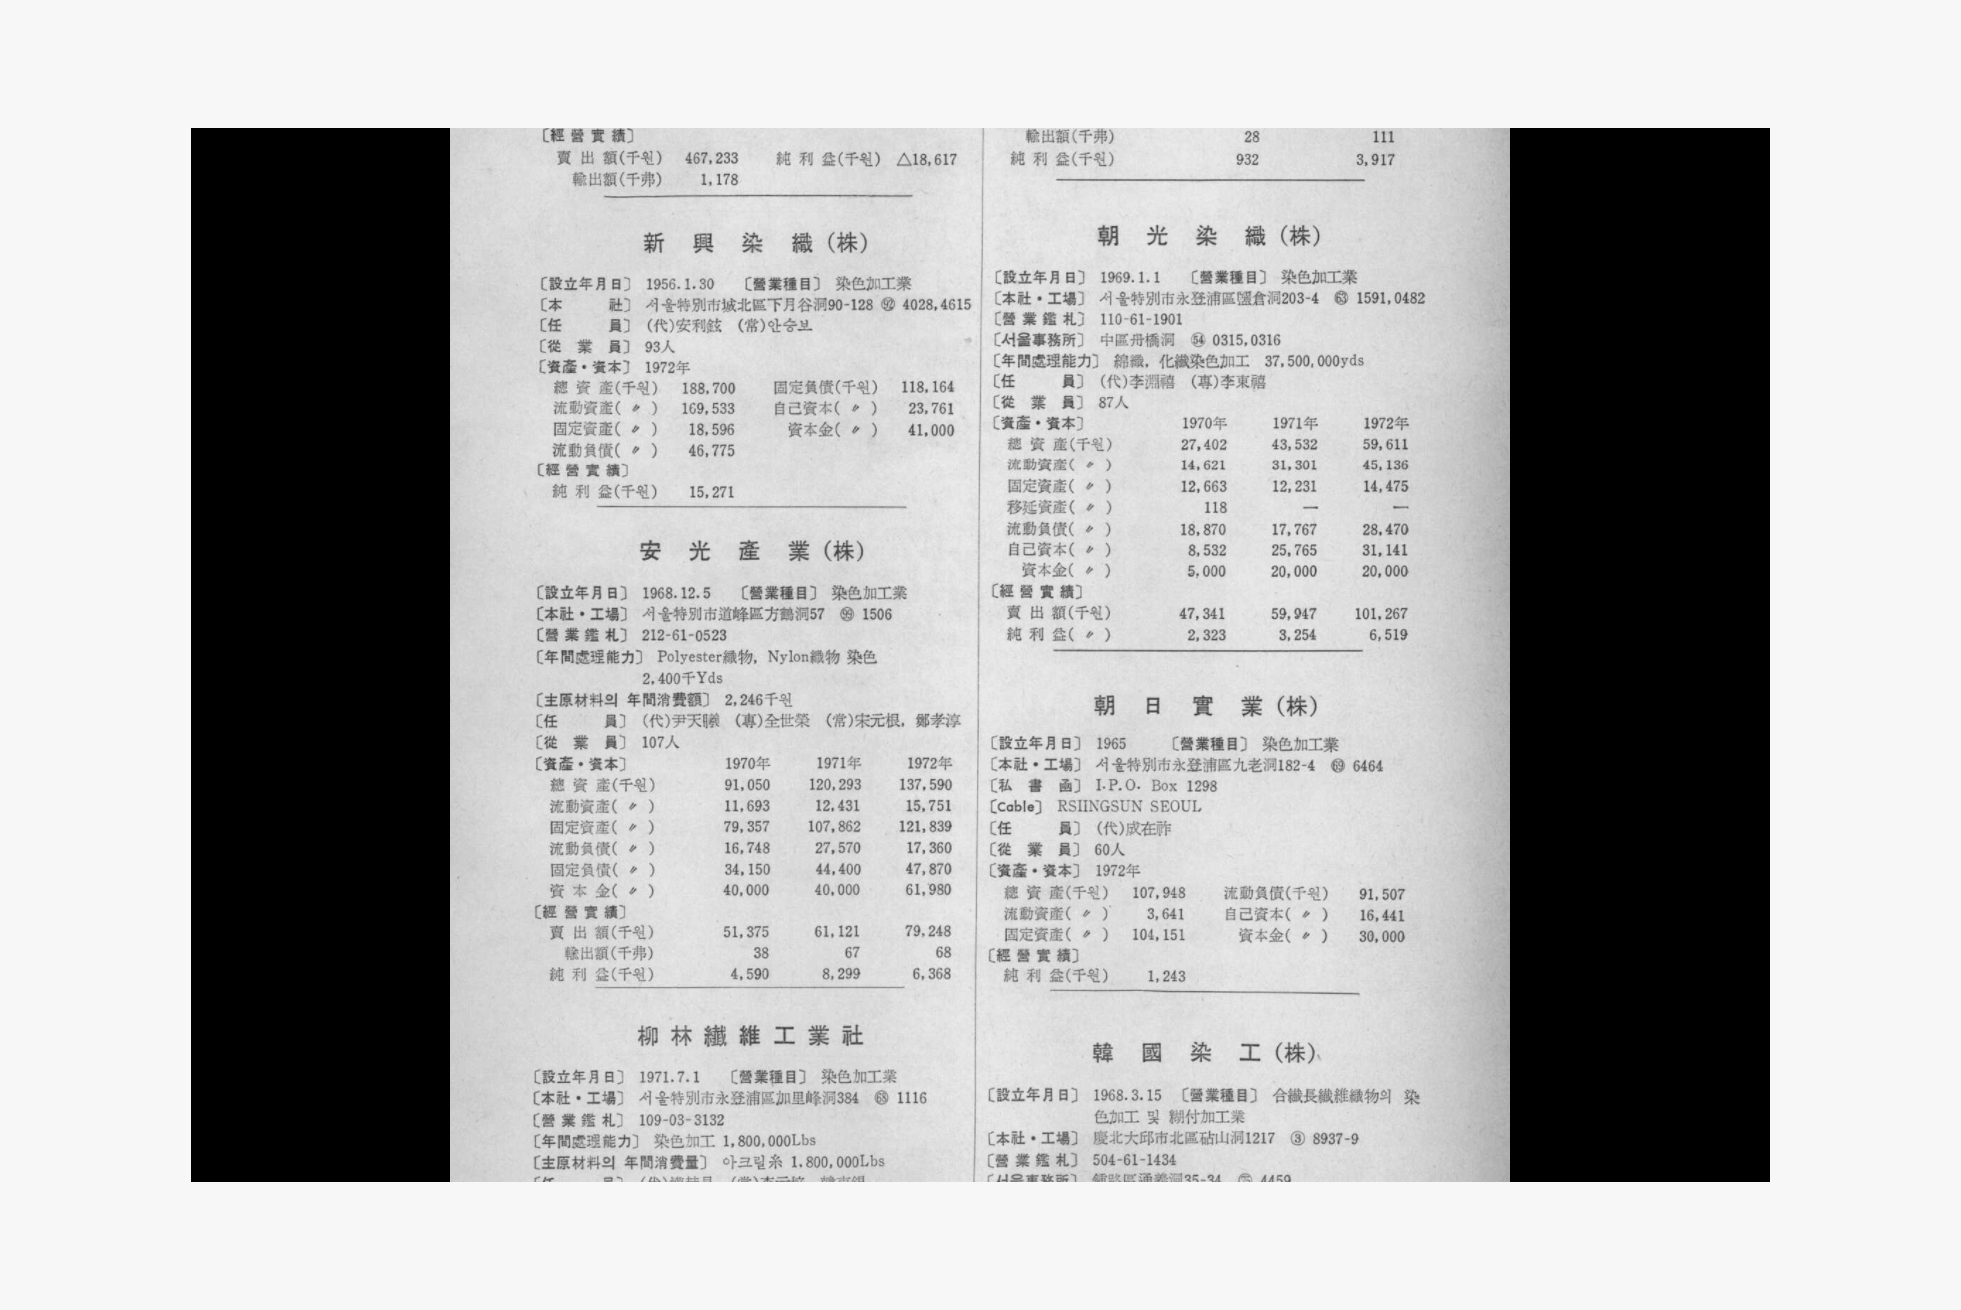 〔經 營 實 績〕
賣 出 額(千원) 467,233 純 利 益(千원) △18,617
輸出額(千弗) 1,178
新 興 染 織 (株)
〔設立年月日〕 1956.1.30 〔營業種目〕 染色加工業
〔本 社〕 서울特別市城北區下月谷洞90-128 ㉒ 4028,4615
〔任 員〕 (代)安利鉉 (常)안승보
〔從 業 員〕 93人
〔資產・資本〕 1972年
總 資 產(千원) 188,700 固定負債(千원) 118,164
流動資產( 〃 ) 169,533 自己資本( 〃 ) 23,761
固定資產( 〃 ) 18,596 資本金( 〃 ) 41,000
流動負債( 〃 ) 46,775
〔經 營 實 績〕
純 利 益(千원) 15,271
安 光 產 業 (株)
〔設立年月日〕 1968.12.5 〔營業種目〕 染色加工業
〔本社・工場〕 서울特別市道峰區方鶴洞57 1506
〔營 業 鑑 札〕 212-61-0523
〔年間處理能力〕 Polyester織物, Nylon織物 染色
2,400千Yds
〔主原材料의 年間消費額〕 2,246千원
〔任 員〕 (代)尹天 (專)全世榮 (常)宋元根, 鄭孝淳
〔從 業 員〕 107人
〔資產・資本〕 1970年 1971年 1972年
總 資 產(千원) 91,050 120,293 137,590
流動資產( 〃 ) 11,693 12,431 15,751
固定資產( 〃 ) 79,357 107,862 121,839
流動負債( 〃 ) 16,748 27,570 17,360
固定負債( 〃 ) 34,150 44,400 47,870
資 本 金( 〃 ) 40,000 40,000 61,980
〔經 營 實 績〕
賣 出 額(千원) 51,375 61,121 79,248
輸出額(千弗) 38 67 68
純 利 益(千원) 4,590 8,299 6,368
柳 林 纖 維 工 業 社
〔設立年月日〕 1971.7.1 〔營業種目〕 染色加工業
〔本社・工場〕 서울特別市永登浦區加里峰洞384 1116
〔營 業 鑑 札〕 109-03-3132
〔年間處理能力〕 染色加工 1,800,000Lbs
〔主原材料의 年間消費量〕 아크릴糸 1,800,000Lbs
輸出額(千弗) 28 111
純 利 益(千원) 932 3,917
朝 光 染 織 (株)
〔設立年月日〕 1969.1.1 〔營業種目〕 染色加工業
〔本社・工場〕 서울特別市永登浦區鹽倉洞203-4 1591,0482
〔營 業 鑑 札〕 110-61-1901
〔서울事務所〕 中區舟橋洞 0315,0316
〔年間處理能力〕 綿織, 化纖染色加工 37,500,000yds
〔任 員〕 (代)李淵禧 (專)李東禧
〔從 業 員〕 87人
〔資產・資本〕 1970年 1971年 1972年
總 資 產(千원) 27,402 43,532 59,611
流動資產( 〃 ) 14,621 31,301 45,136
固定資產( 〃 ) 12,663 12,231 14,475
移延資產( 〃 ) 118 — —
流動負債( 〃 ) 18,870 17,767 28,470
自己資本( 〃 ) 8,532 25,765 31,141
資本金( 〃 ) 5,000 20,000 20,000
〔經 營 實 績〕
賣 出 額(千원) 47,341 59,947 101,267
純 利 益( 〃 ) 2,323 3,254 6,519
朝 日 實 業 (株)
〔設立年月日〕 1965 〔營業種目〕 染色加工業
〔本社・工場〕 서울特別市永登浦區九老洞182-4 6464
〔私 書 函〕 I.P.O. Box 1298
〔Cable〕 RSIINGSUN SEOUL
〔任 員〕 (代)成在祚
〔從 業 員〕 60人
〔資產・資本〕 1972年
總 資 產(千원) 107,948 流動負債(千원) 91,507
流動資產( 〃 ) 3,641 自己資本( 〃 ) 16,441
固定資產( 〃 ) 104,151 資本金( 〃 ) 30,000
〔經 營 實 績〕
純 利 益(千원) 1,243
韓 國 染 工 (株)
〔設立年月日〕 1968.3.15 〔營業種目〕 合纖長纖維織物의 染
色加工 및 糊付加工業
〔本社・工場〕 慶北大邱市北區砧山洞1217 ③ 8937-9
〔營 業 鑑 札〕 504-61-1434
〔서울事務所〕 鍾路區通義洞35-34 4459